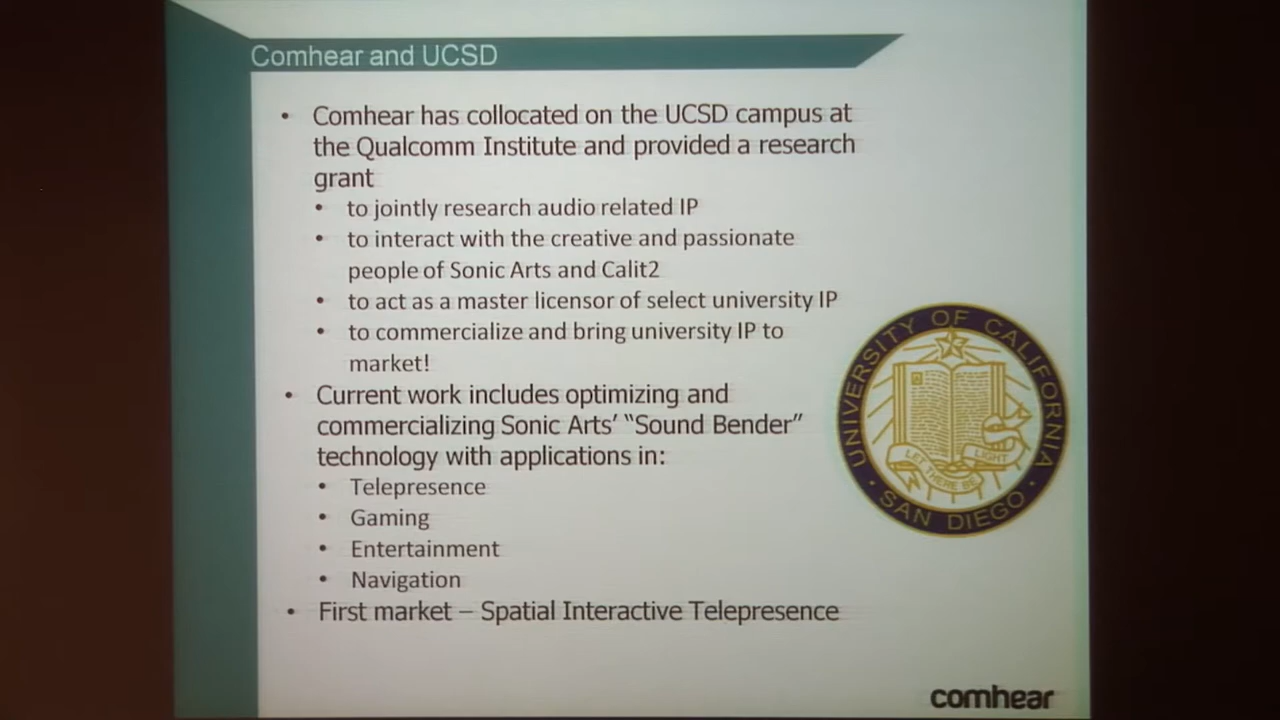 Comhear and UCSD
• Comhear has collocated on the UCSD campus at
the Qualcomm Institute and provided a research
grant
• to jointly research audio related IP
• to interact with the creative and passionate
people of Sonic Arts and Calit2
• to act as a master licensor of select university IP
• to commercialize and bring university IP to
market!
• Current work includes optimizing and
commercializing Sonic Arts’ “Sound Bender”
technology with applications in:
• Telepresence
• Gaming
• Entertainment
• Navigation
• First market – Spatial Interactive Telepresence
UNIVERSITY OF CALIFORNIA
LET THERE BE LIGHT
• SAN DIEGO •
comhear